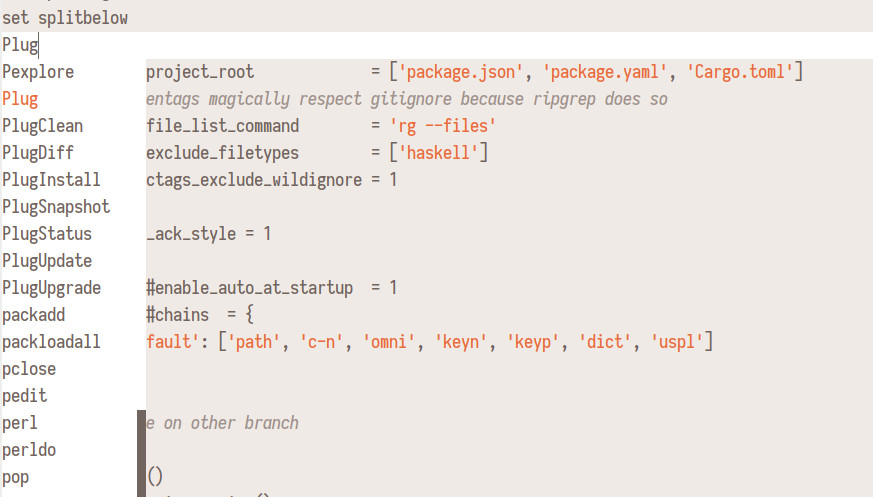 set splitbelow
Plug
Pexplore project_root = ['package.json', 'package.yaml', 'Cargo.toml']
Plug entags magically respect gitignore because ripgrep does so
PlugClean file_list_command = 'rg --files'
PlugDiff exclude_filetypes = ['haskell']
PlugInstall ctags_exclude_wildignore = 1
PlugSnapshot
PlugStatus _ack_style = 1
PlugUpdate
PlugUpgrade #enable_auto_at_startup = 1
packadd #chains = {
packloadall fault': ['path', 'c-n', 'omni', 'keyn', 'keyp', 'dict', 'uspl']
pclose
pedit
perl e on other branch
perldo
pop ()